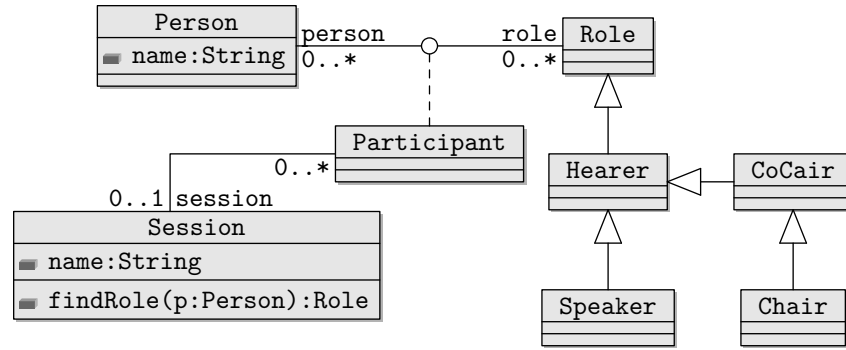 Person
name:String
person
0..*
role
0..*
Role
Participant
0..*
0..1 session
Session
name:String
findRole(p:Person):Role
Hearer
CoCair
Speaker
Chair